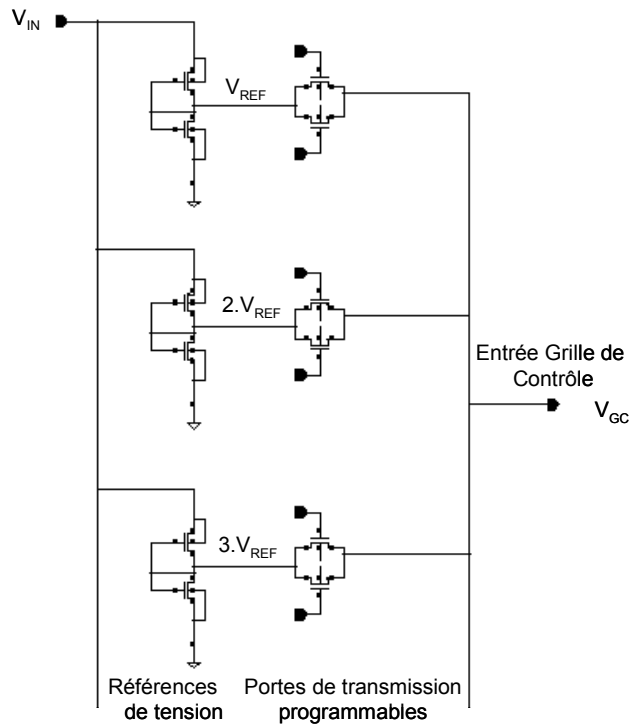 V_IN
V_REF
2.V_REF
Entrée Grille de
Contrôle
V_GC
3.V_REF
Références
de tension
Portes de transmission
programmables